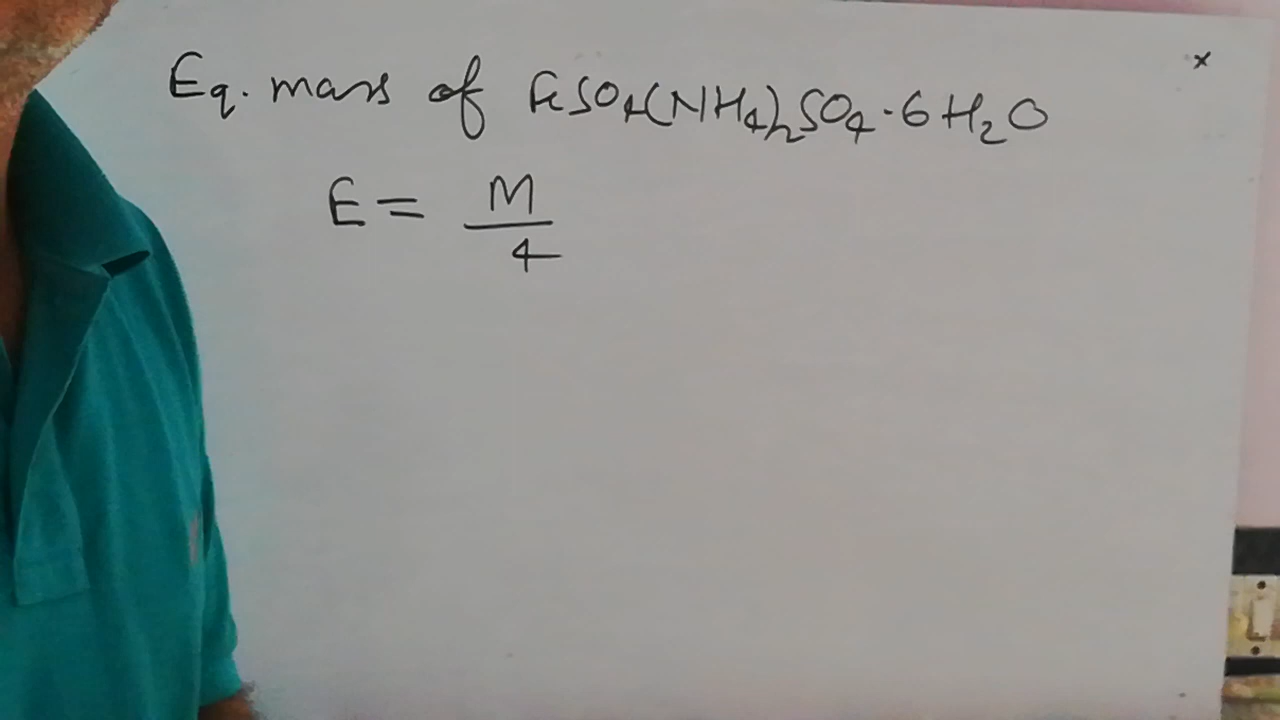 Eq. mass of FeSO4(NH4)2SO4·6H2O
E = M/4
x